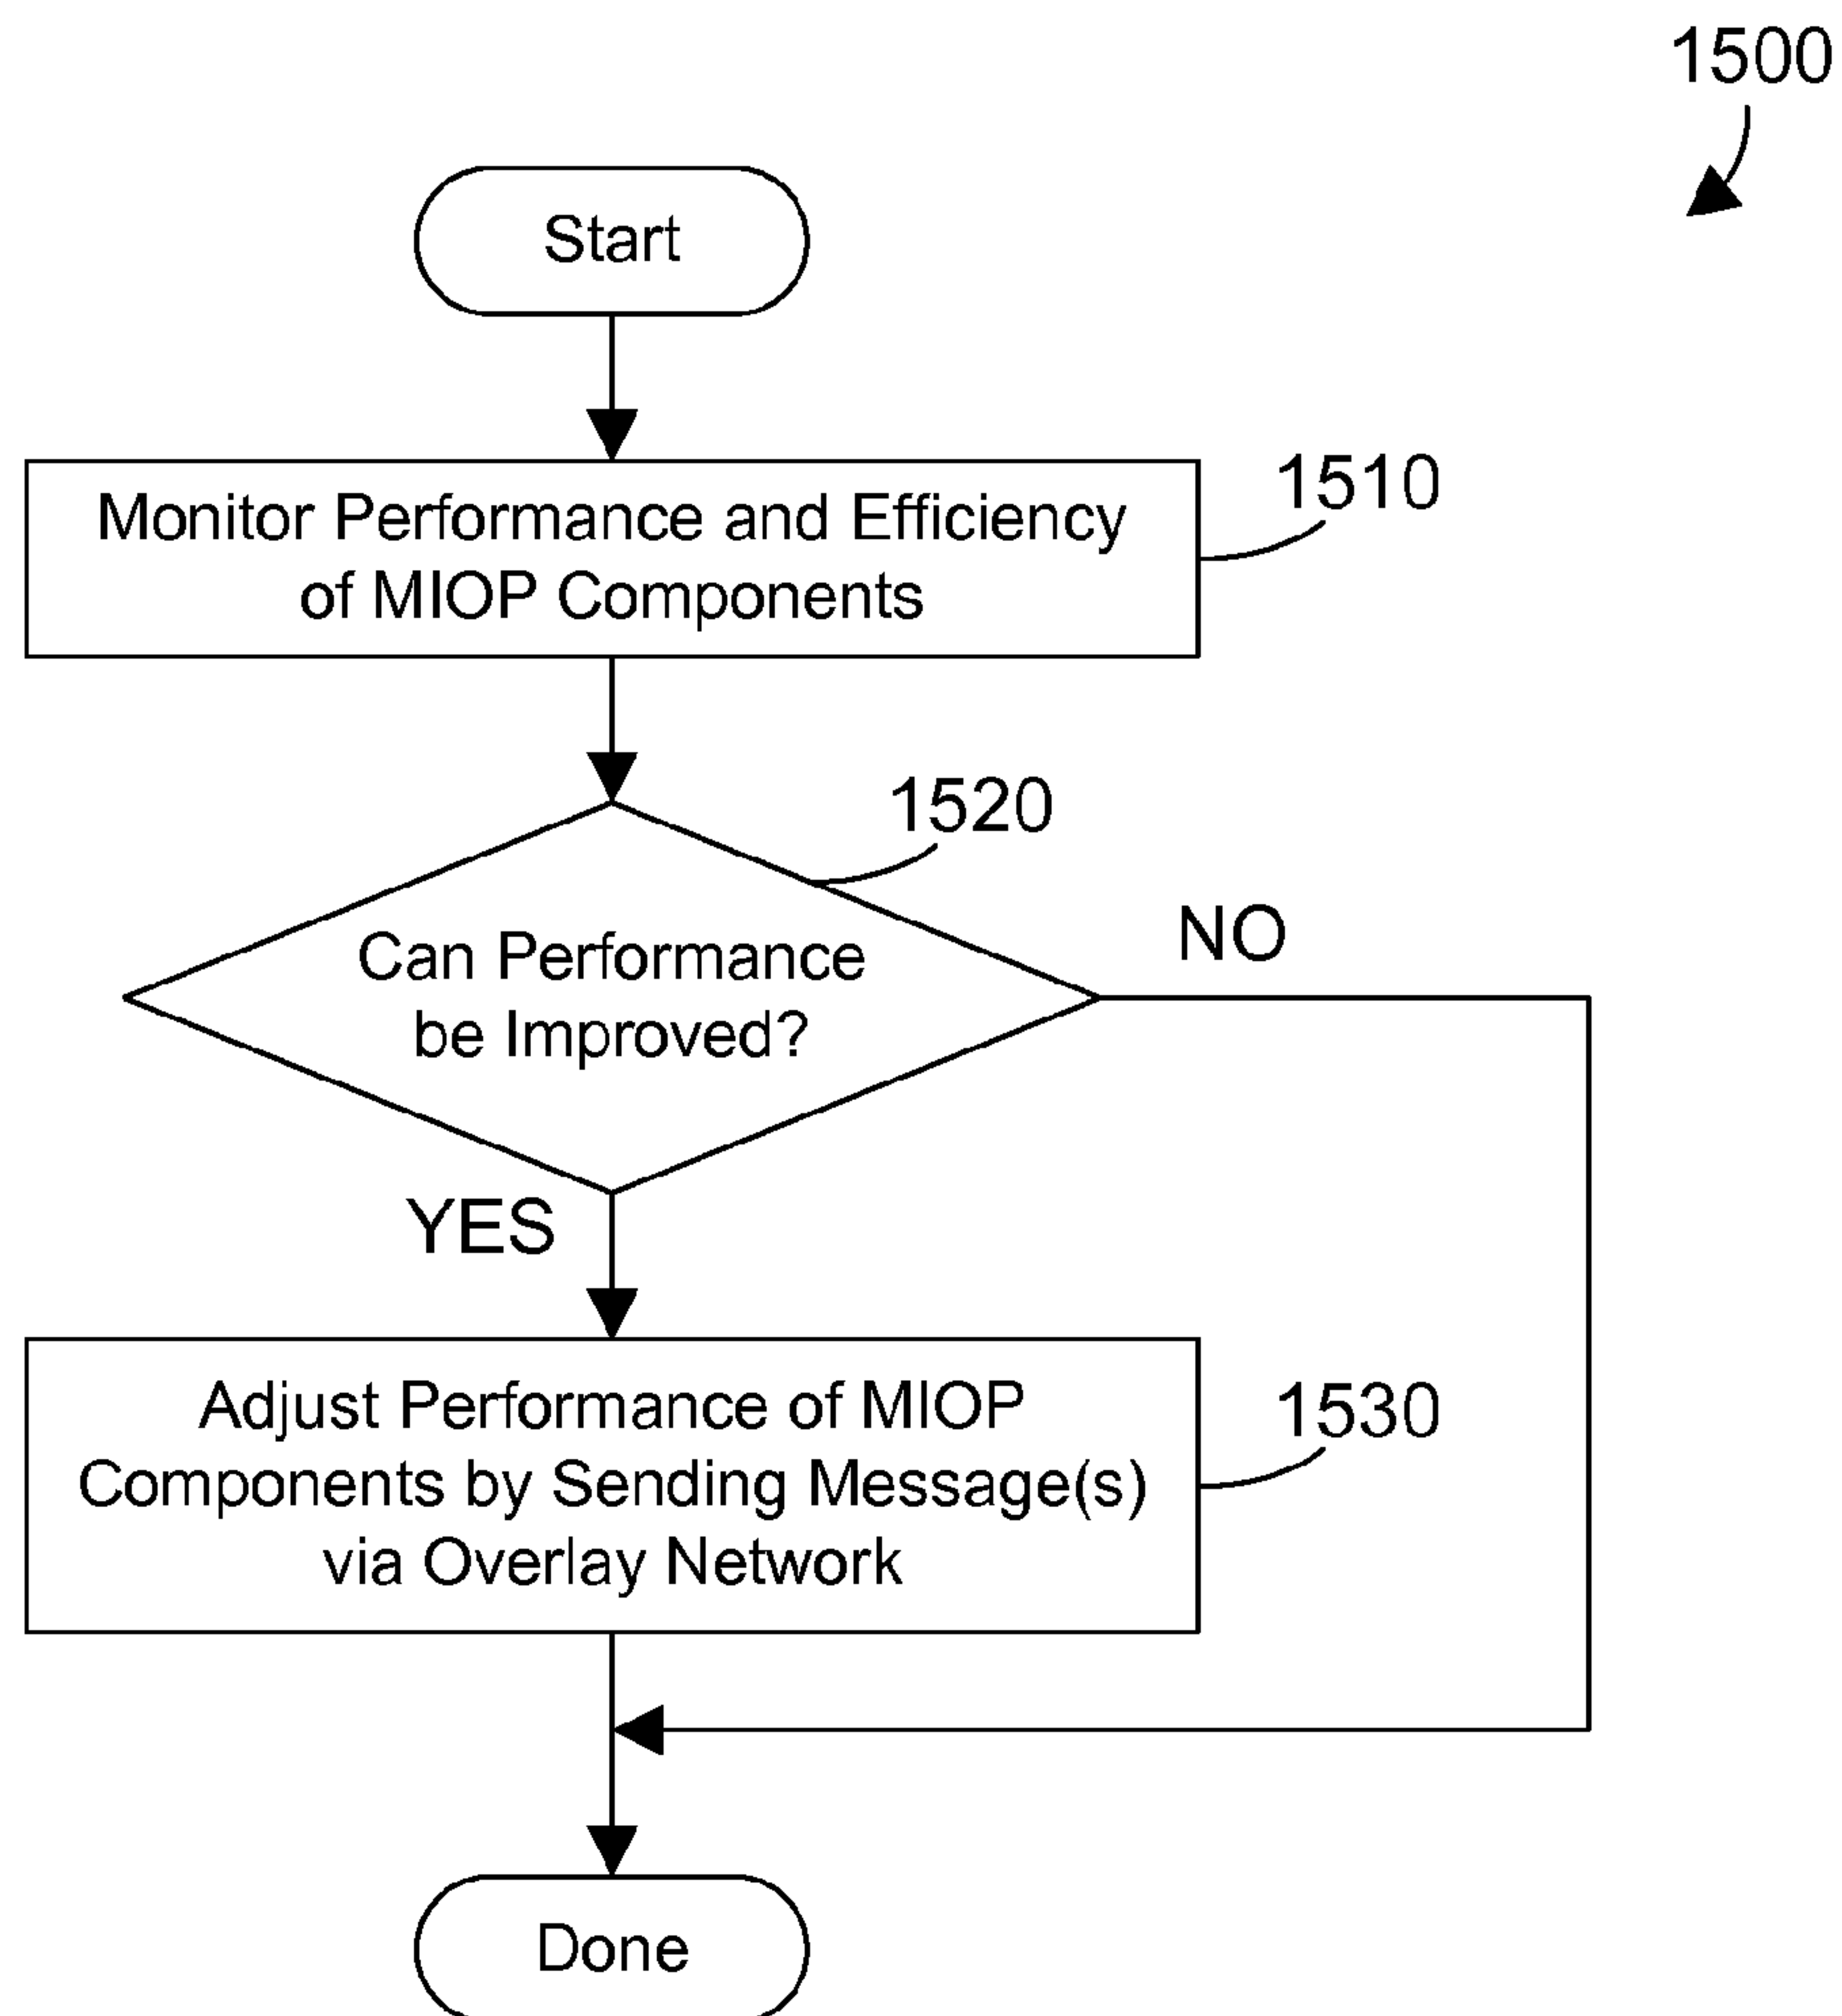 1500
Start
Monitor Performance and Efficiency
of MIOP Components
1510
1520
Can Performance
be Improved?
NO
YES
Adjust Performance of MIOP
Components by Sending Message(s)
via Overlay Network
1530
Done